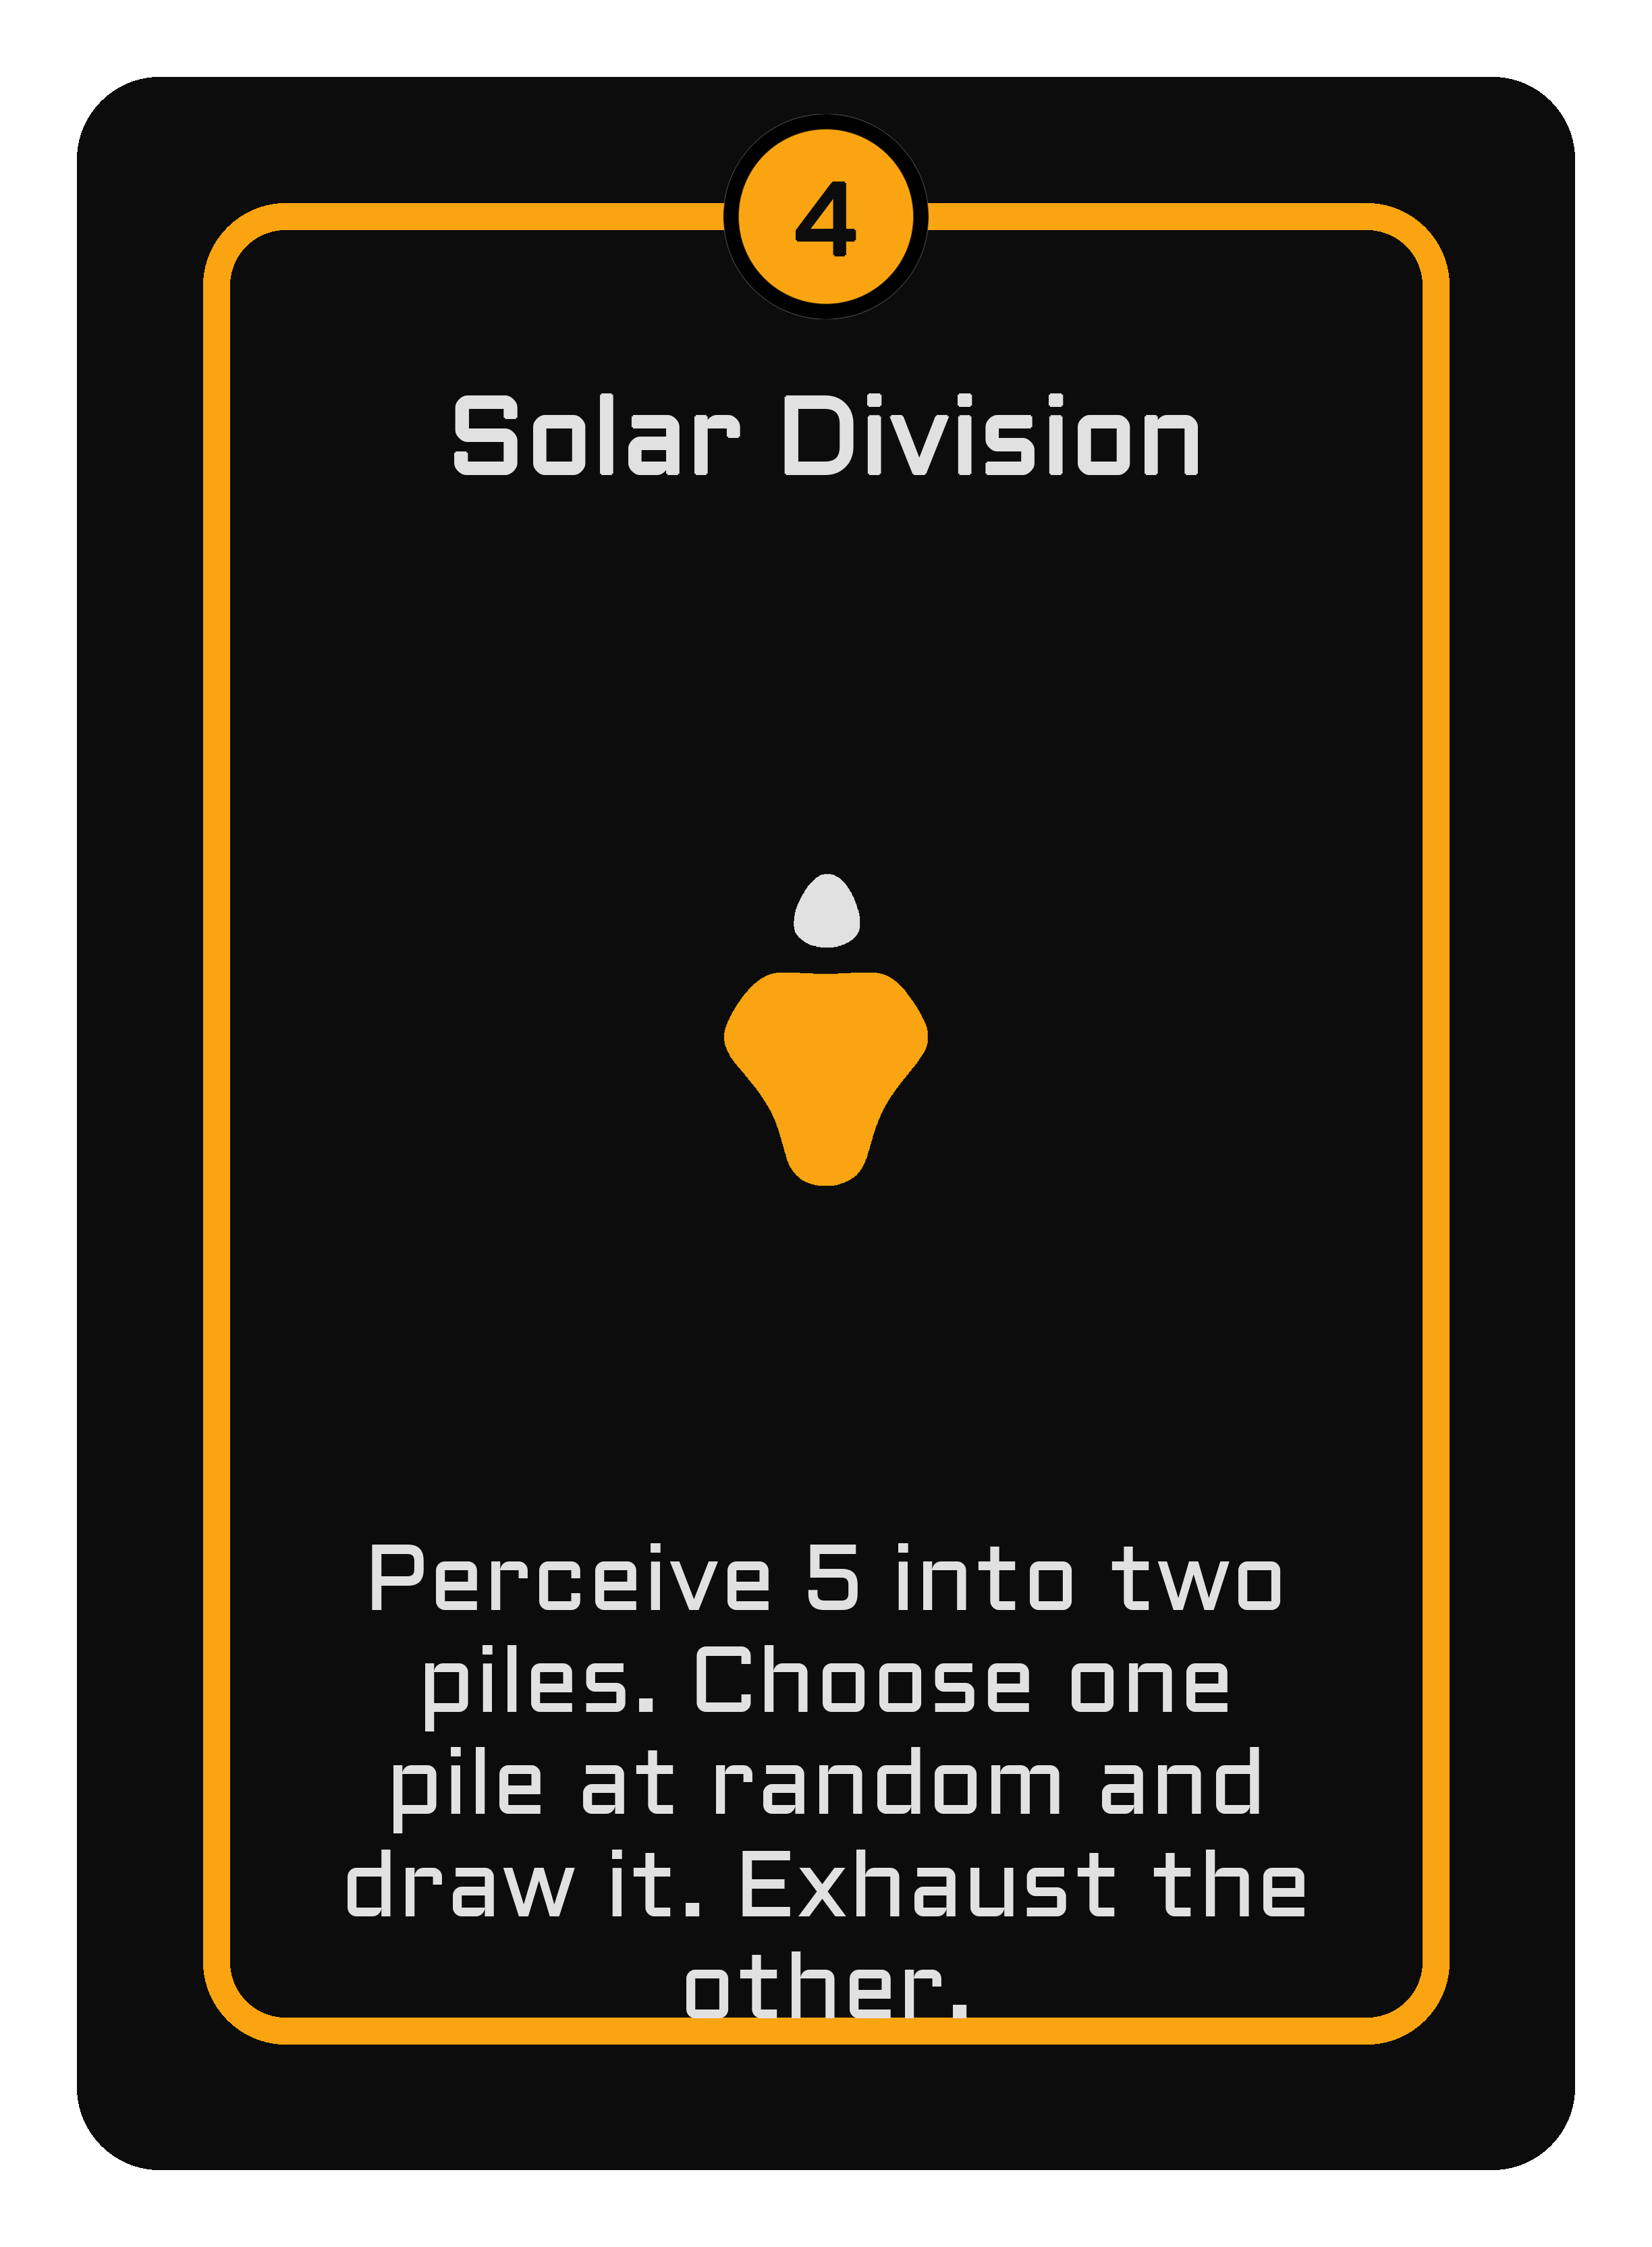 4
Solar Division
Perceive 5 into two
piles. Choose one
pile at random and
draw it. Exhaust the
other.